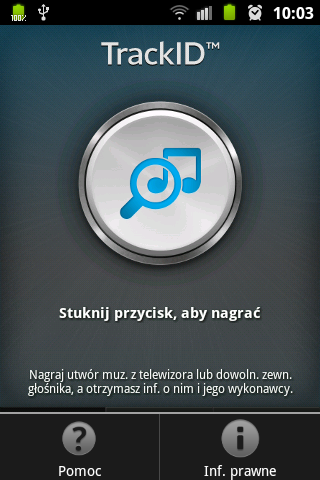 100%
10:03
TrackID™
Stuknij przycisk, aby nagrać
Nagraj utwór muz. z telewizora lub dowoln. zewn.
głośnika, a otrzymasz inf. o nim i jego wykonawcy.
Pomoc
Inf. prawne